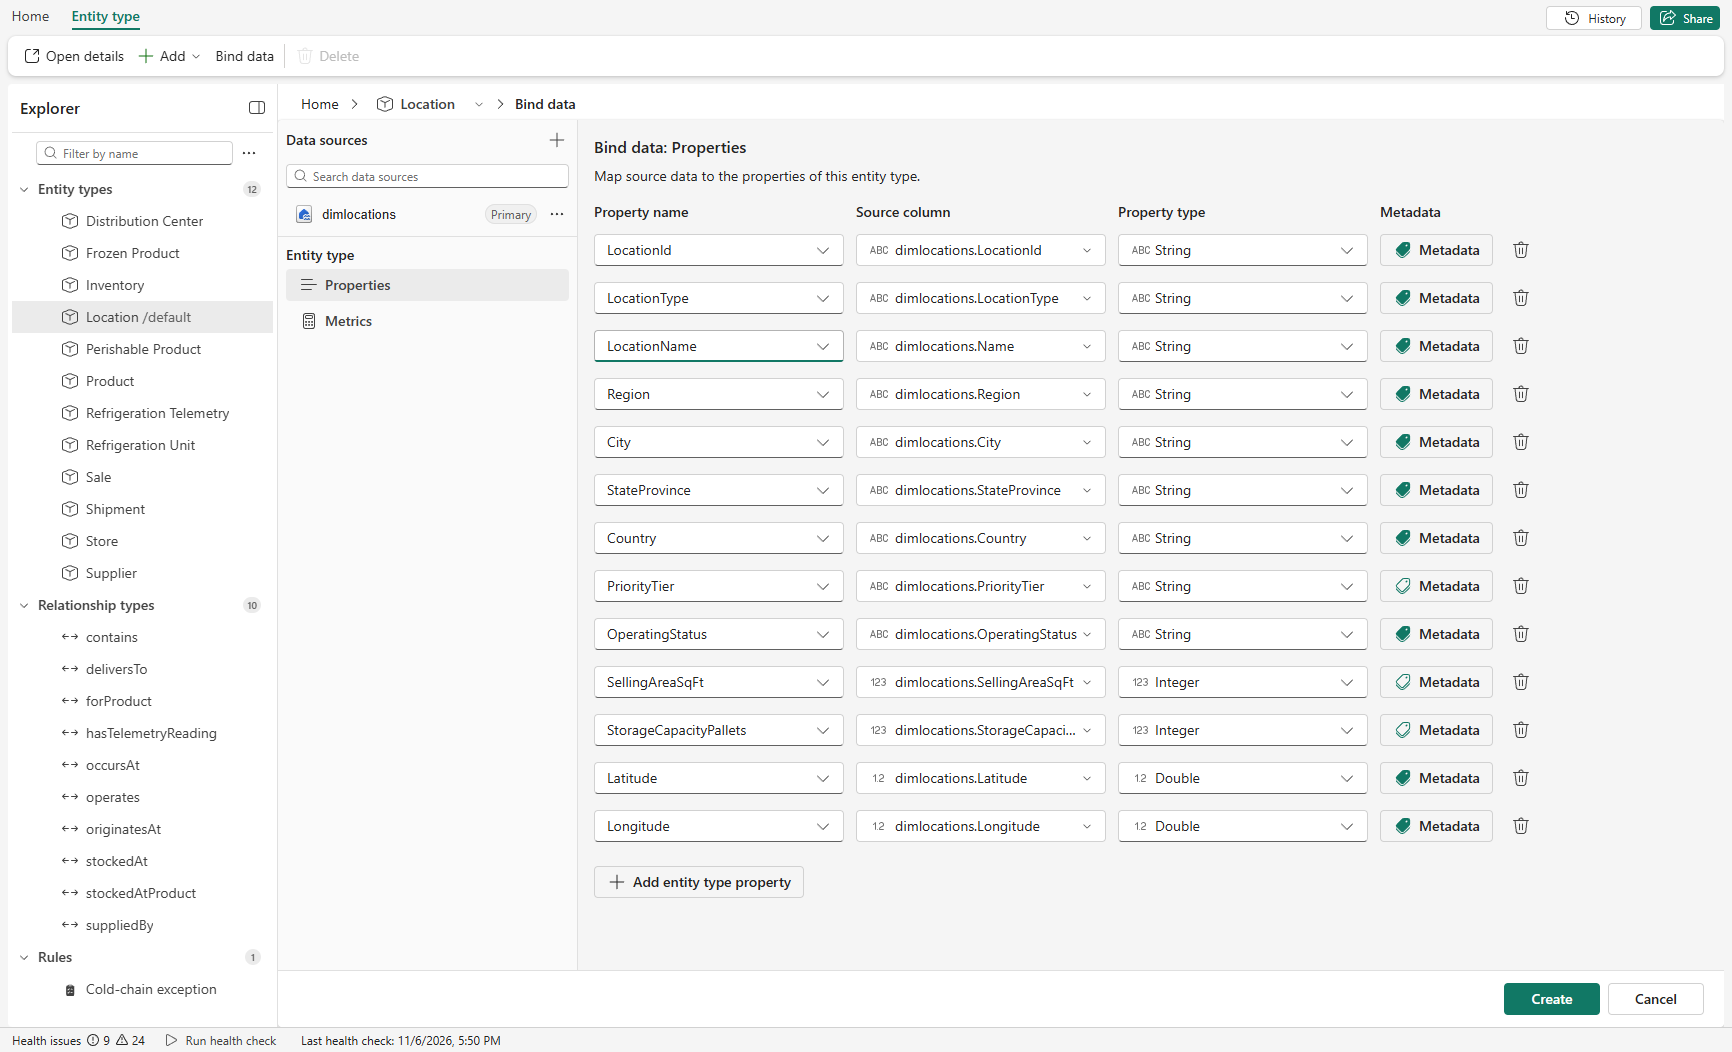 Home Entity type
History Share
Open details Add Bind data Delete
Explorer
Filter by name
Entity types 12
Distribution Center
Frozen Product
Inventory
Location /default
Perishable Product
Product
Refrigeration Telemetry
Refrigeration Unit
Sale
Shipment
Store
Supplier
Relationship types 10
contains
deliversTo
forProduct
hasTelemetryReading
occursAt
operates
originatesAt
stockedAt
stockedAtProduct
suppliedBy
Rules 1
Cold-chain exception
Home Location Bind data
Data sources
Search data sources
dimlocations Primary
Entity type
Properties
Metrics
Bind data: Properties
Map source data to the properties of this entity type.
Property name Source column Property type Metadata
LocationId ABC dimlocations.LocationId ABC String Metadata
LocationType ABC dimlocations.LocationType ABC String Metadata
LocationName ABC dimlocations.Name ABC String Metadata
Region ABC dimlocations.Region ABC String Metadata
City ABC dimlocations.City ABC String Metadata
StateProvince ABC dimlocations.StateProvince ABC String Metadata
Country ABC dimlocations.Country ABC String Metadata
PriorityTier ABC dimlocations.PriorityTier ABC String Metadata
OperatingStatus ABC dimlocations.OperatingStatus ABC String Metadata
SellingAreaSqFt 123 dimlocations.SellingAreaSqFt 123 Integer Metadata
StorageCapacityPallets 123 dimlocations.StorageCapaci... 123 Integer Metadata
Latitude 1.2 dimlocations.Latitude 1.2 Double Metadata
Longitude 1.2 dimlocations.Longitude 1.2 Double Metadata
Add entity type property
Create Cancel
Health issues 9 24 Run health check Last health check: 11/6/2026, 5:50 PM